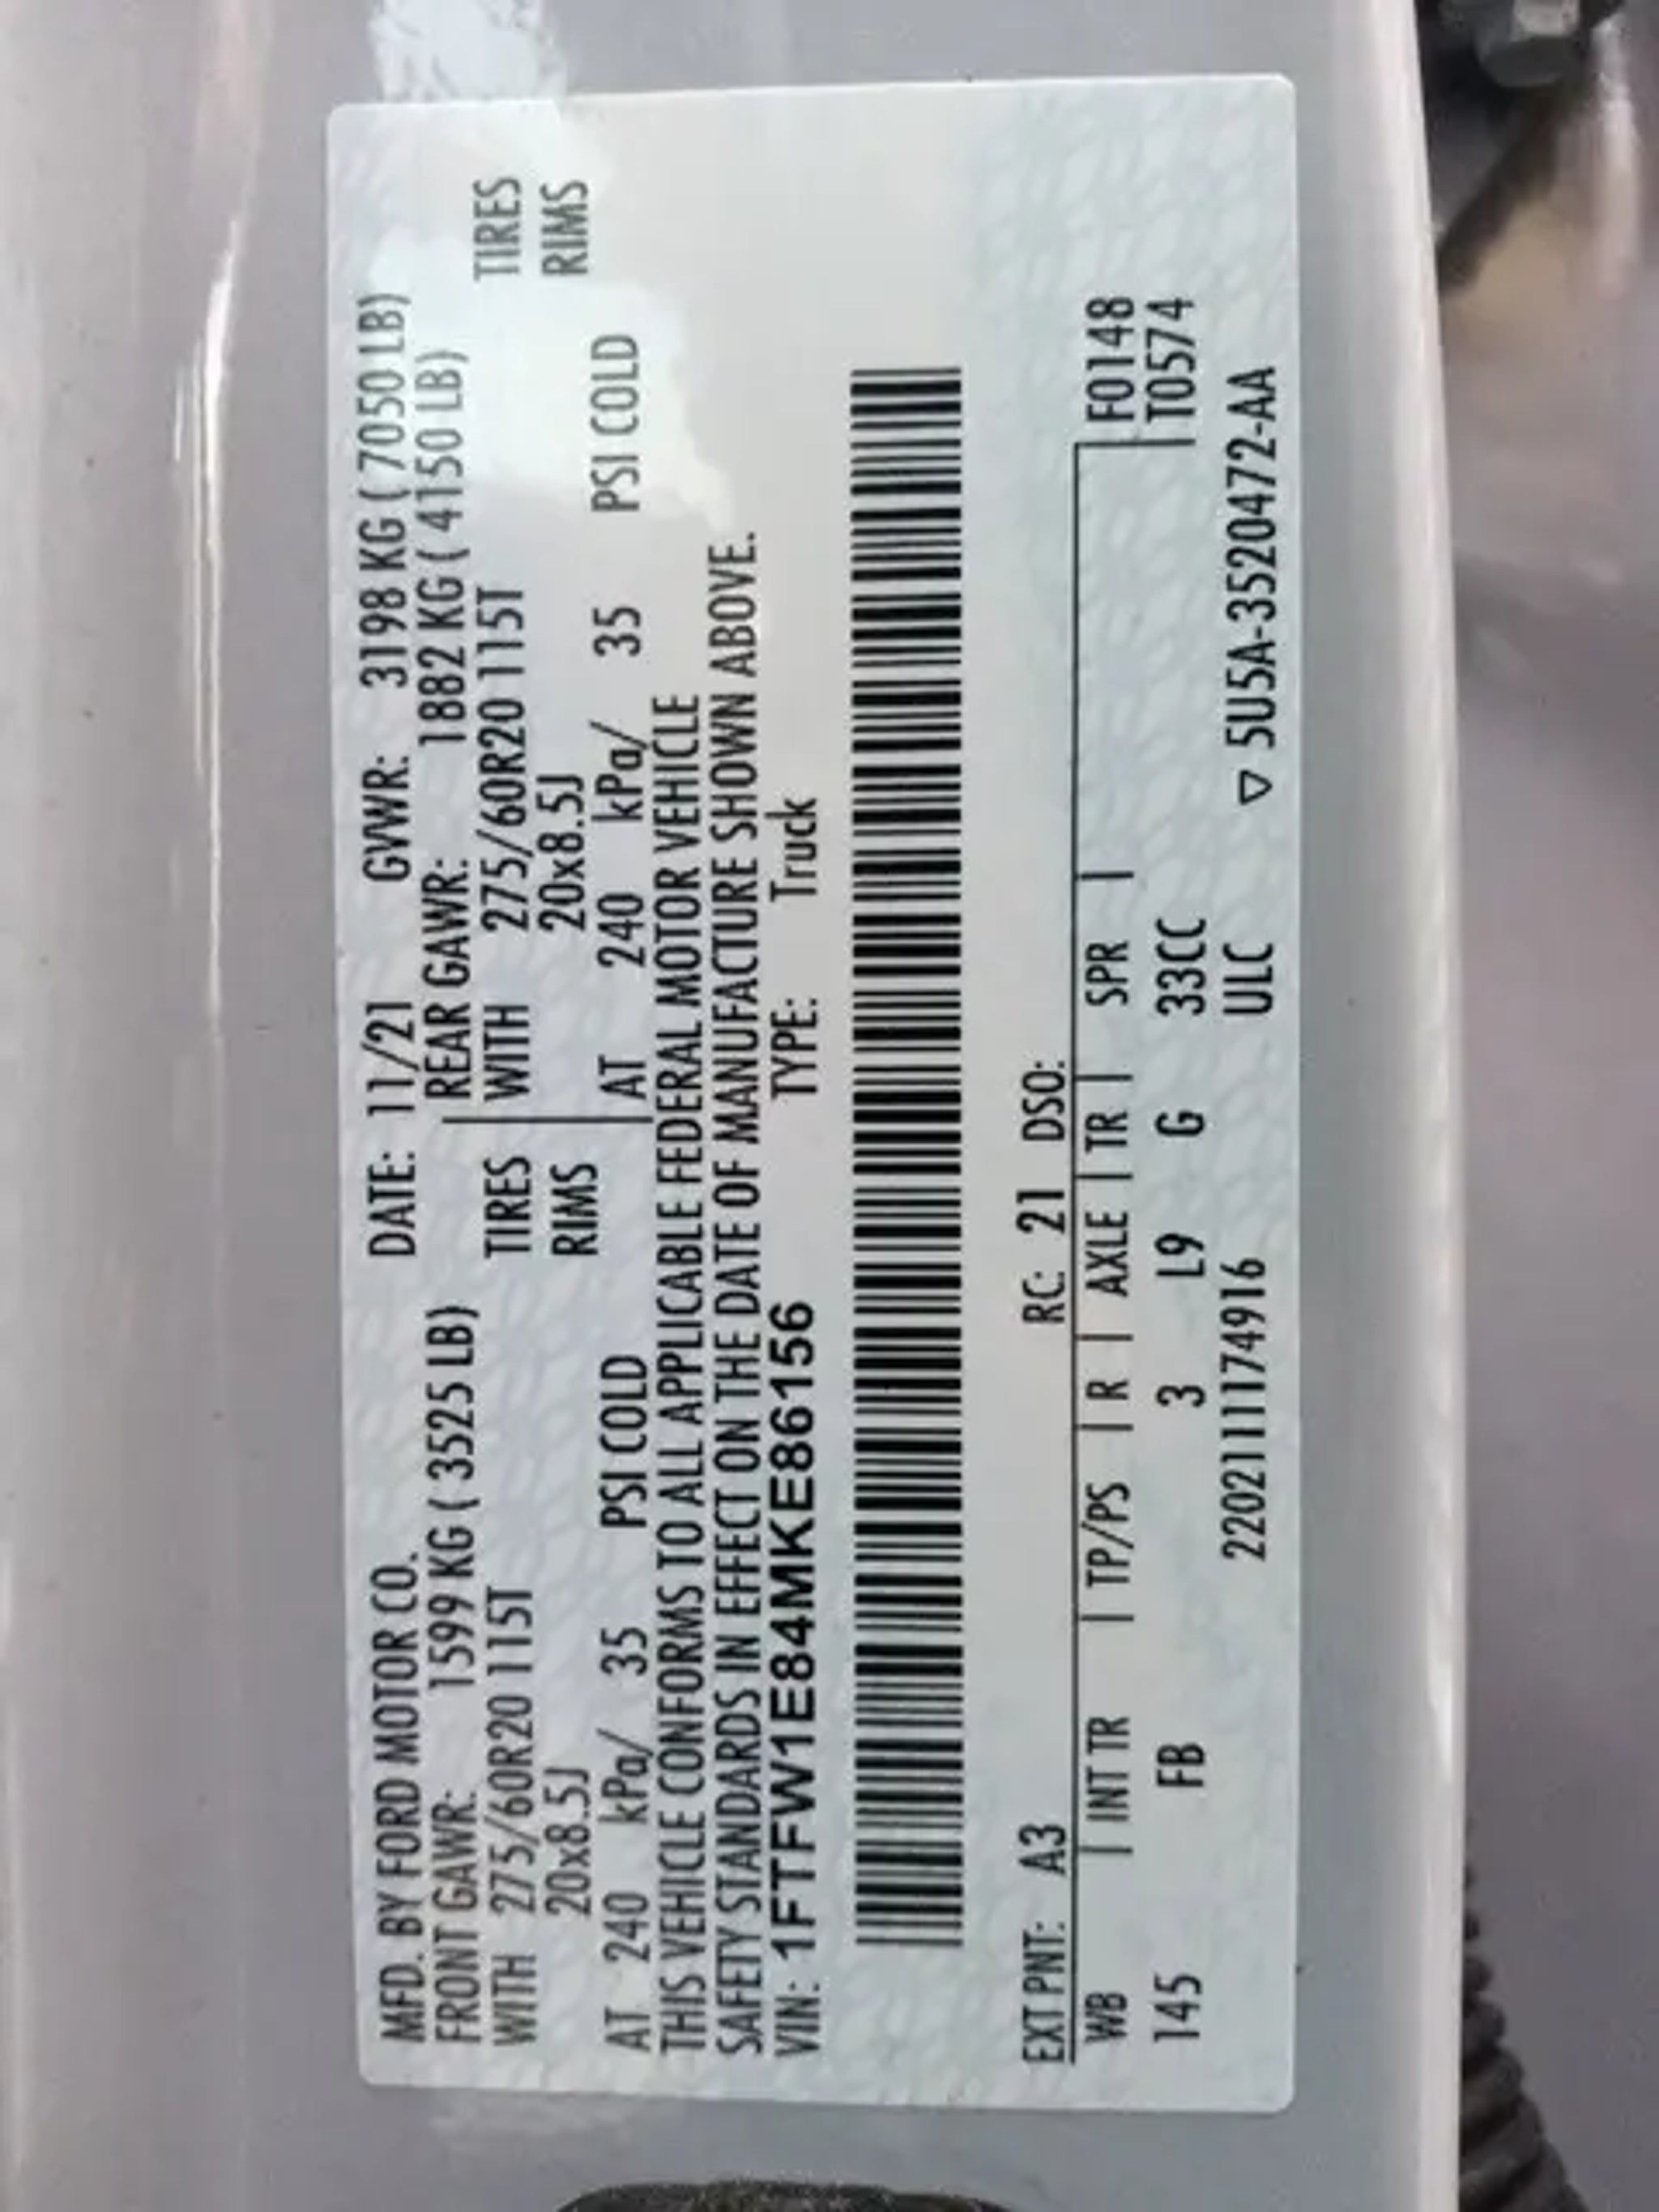 MFD. BY FORD MOTOR CO. DATE: 11/21 GVWR: 3198 KG ( 7050 LB)
FRONT GAWR: 1599 KG ( 3525 LB) REAR GAWR: 1882 KG ( 4150 LB)
WITH 275/60R20 115T TIRES WITH 275/60R20 115T TIRES
20x8.5J RIMS 20x8.5J RIMS
AT 240 kPa/ 35 PSI COLD AT 240 kPa/ 35 PSI COLD
THIS VEHICLE CONFORMS TO ALL APPLICABLE FEDERAL MOTOR VEHICLE
SAFETY STANDARDS IN EFFECT ON THE DATE OF MANUFACTURE SHOWN ABOVE.
VIN: 1FTFW1E84MKE86156 TYPE: Truck
EXT PNT: A3 RC: 21 DSO:
WB | INT TR | TP/PS | R | AXLE | TR | SPR | F0148
145 FB 3 L9 G 33CC | T0574
22021111174916 ULC ▽ 5U5A-3520472-AA